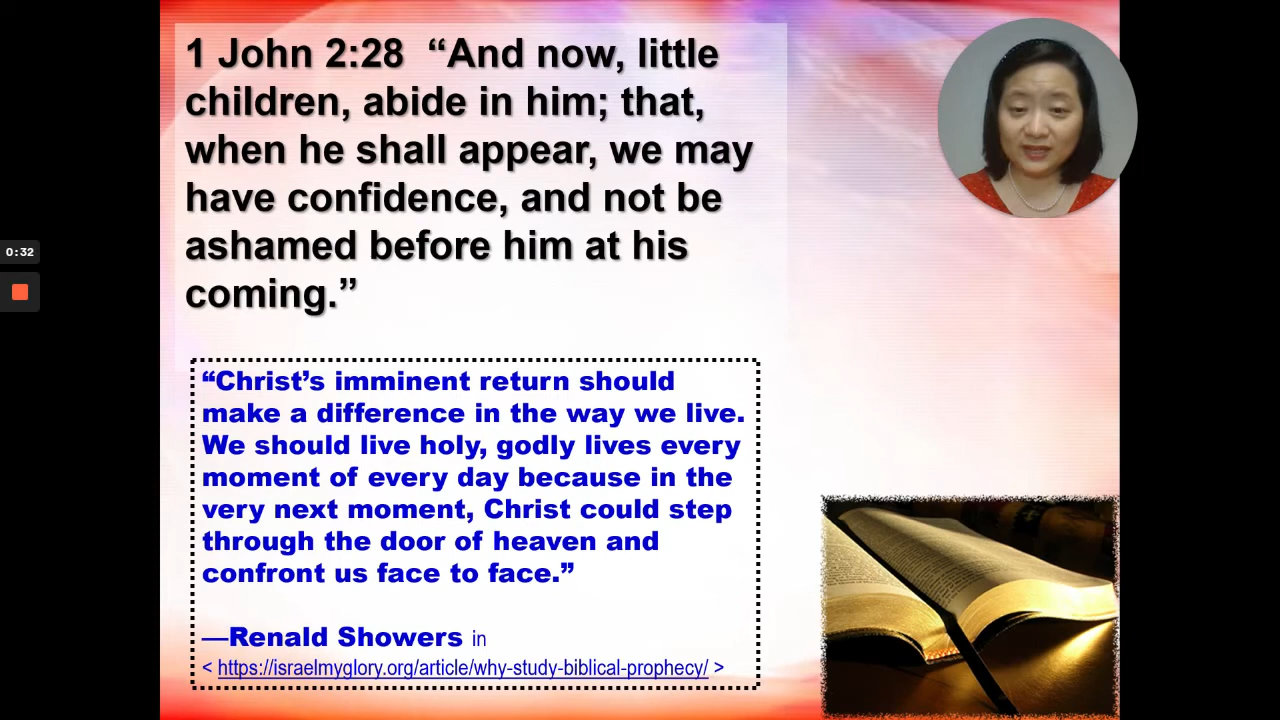 1 John 2:28 “And now, little
children, abide in him; that,
when he shall appear, we may
have confidence, and not be
ashamed before him at his
coming.”
0:32
“Christ’s imminent return should
make a difference in the way we live.
We should live holy, godly lives every
moment of every day because in the
very next moment, Christ could step
through the door of heaven and
confront us face to face.”
—Renald Showers in
< https://israelmyglory.org/article/why-study-biblical-prophecy/ >